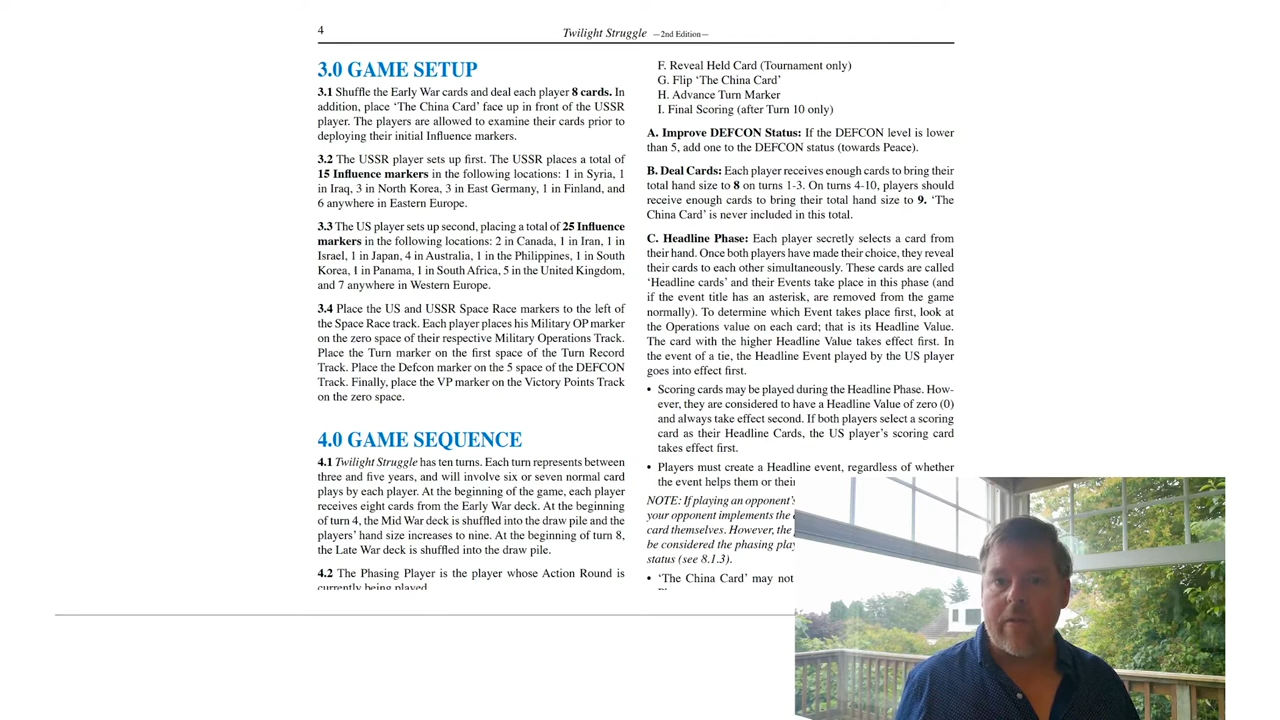 4
Twilight Struggle —2nd Edition—
3.0 GAME SETUP
3.1 Shuffle the Early War cards and deal each player 8 cards. In
addition, place ‘The China Card’ face up in front of the USSR
player. The players are allowed to examine their cards prior to
deploying their initial Influence markers.
3.2 The USSR player sets up first. The USSR places a total of
15 Influence markers in the following locations: 1 in Syria, 1
in Iraq, 3 in North Korea, 3 in East Germany, 1 in Finland, and
6 anywhere in Eastern Europe.
3.3 The US player sets up second, placing a total of 25 Influence
markers in the following locations: 2 in Canada, 1 in Iran, 1 in
Israel, 1 in Japan, 4 in Australia, 1 in the Philippines, 1 in South
Korea, 1 in Panama, 1 in South Africa, 5 in the United Kingdom,
and 7 anywhere in Western Europe.
3.4 Place the US and USSR Space Race markers to the left of
the Space Race track. Each player places his Military OP marker
on the zero space of their respective Military Operations Track.
Place the Turn marker on the first space of the Turn Record
Track. Place the Defcon marker on the 5 space of the DEFCON
Track. Finally, place the VP marker on the Victory Points Track
on the zero space.
4.0 GAME SEQUENCE
4.1 Twilight Struggle has ten turns. Each turn represents between
three and five years, and will involve six or seven normal card
plays by each player. At the beginning of the game, each player
receives eight cards from the Early War deck. At the beginning
of turn 4, the Mid War deck is shuffled into the draw pile and the
players’ hand size increases to nine. At the beginning of turn 8,
the Late War deck is shuffled into the draw pile.
4.2 The Phasing Player is the player whose Action Round is
currently being played.
F. Reveal Held Card (Tournament only)
G. Flip ‘The China Card’
H. Advance Turn Marker
I. Final Scoring (after Turn 10 only)
A. Improve DEFCON Status: If the DEFCON level is lower
than 5, add one to the DEFCON status (towards Peace).
B. Deal Cards: Each player receives enough cards to bring their
total hand size to 8 on turns 1-3. On turns 4-10, players should
receive enough cards to bring their total hand size to 9. ‘The
China Card’ is never included in this total.
C. Headline Phase: Each player secretly selects a card from
their hand. Once both players have made their choice, they reveal
their cards to each other simultaneously. These cards are called
‘Headline cards’ and their Events take place in this phase (and
if the event title has an asterisk, are removed from the game
normally). To determine which Event takes place first, look at
the Operations value on each card; that is its Headline Value.
The card with the higher Headline Value takes effect first. In
the event of a tie, the Headline Event played by the US player
goes into effect first.
• Scoring cards may be played during the Headline Phase. How-
ever, they are considered to have a Headline Value of zero (0)
and always take effect second. If both players select a scoring
card as their Headline Cards, the US player’s scoring card
takes effect first.
• Players must create a Headline event, regardless of whether
the event helps them or their
NOTE: If playing an opponent’s
your opponent implements the
card themselves. However, the
be considered the phasing
status (see 8.1.3).
• ‘The China Card’ may not